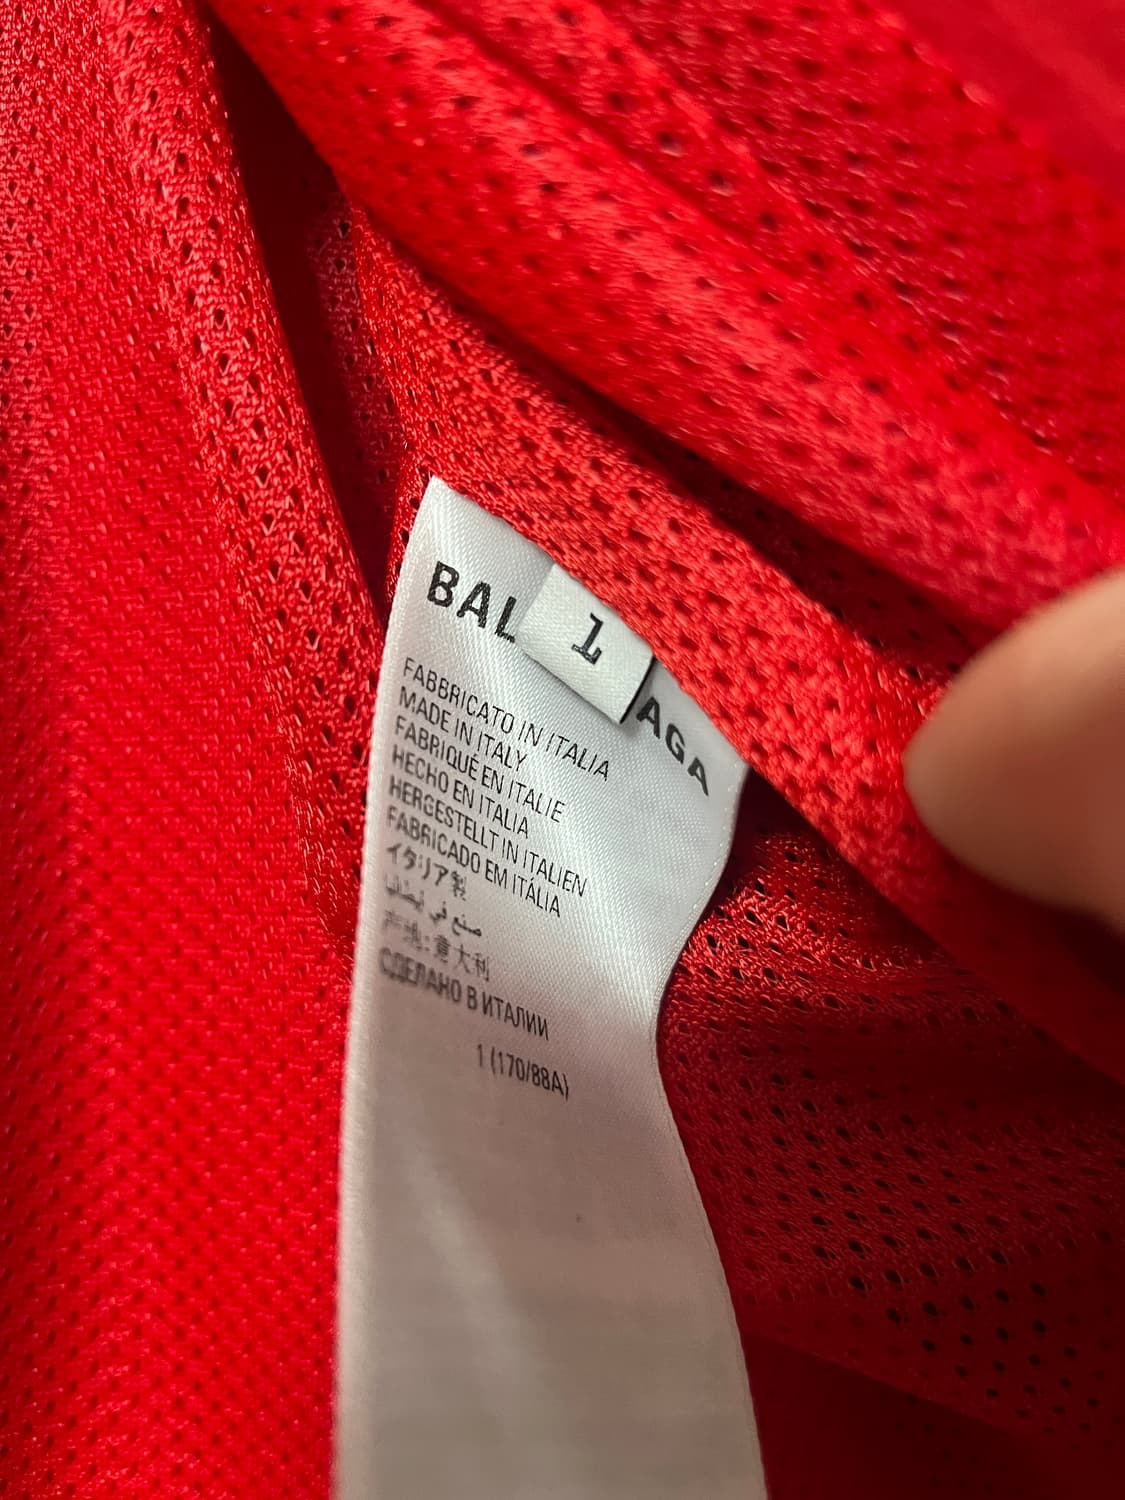 BAL
1
AGA
FABBRICATO IN ITALIA
MADE IN ITALY
FABRIQUÉ EN ITALIE
HECHO EN ITALIA
HERGESTELLT IN ITALIEN
FABRICADO EM ITÁLIA
イタリア製
صنع في إيطاليا
产地:意大利
СДЕЛАНО В ИТАЛИИ
1 (170/88A)